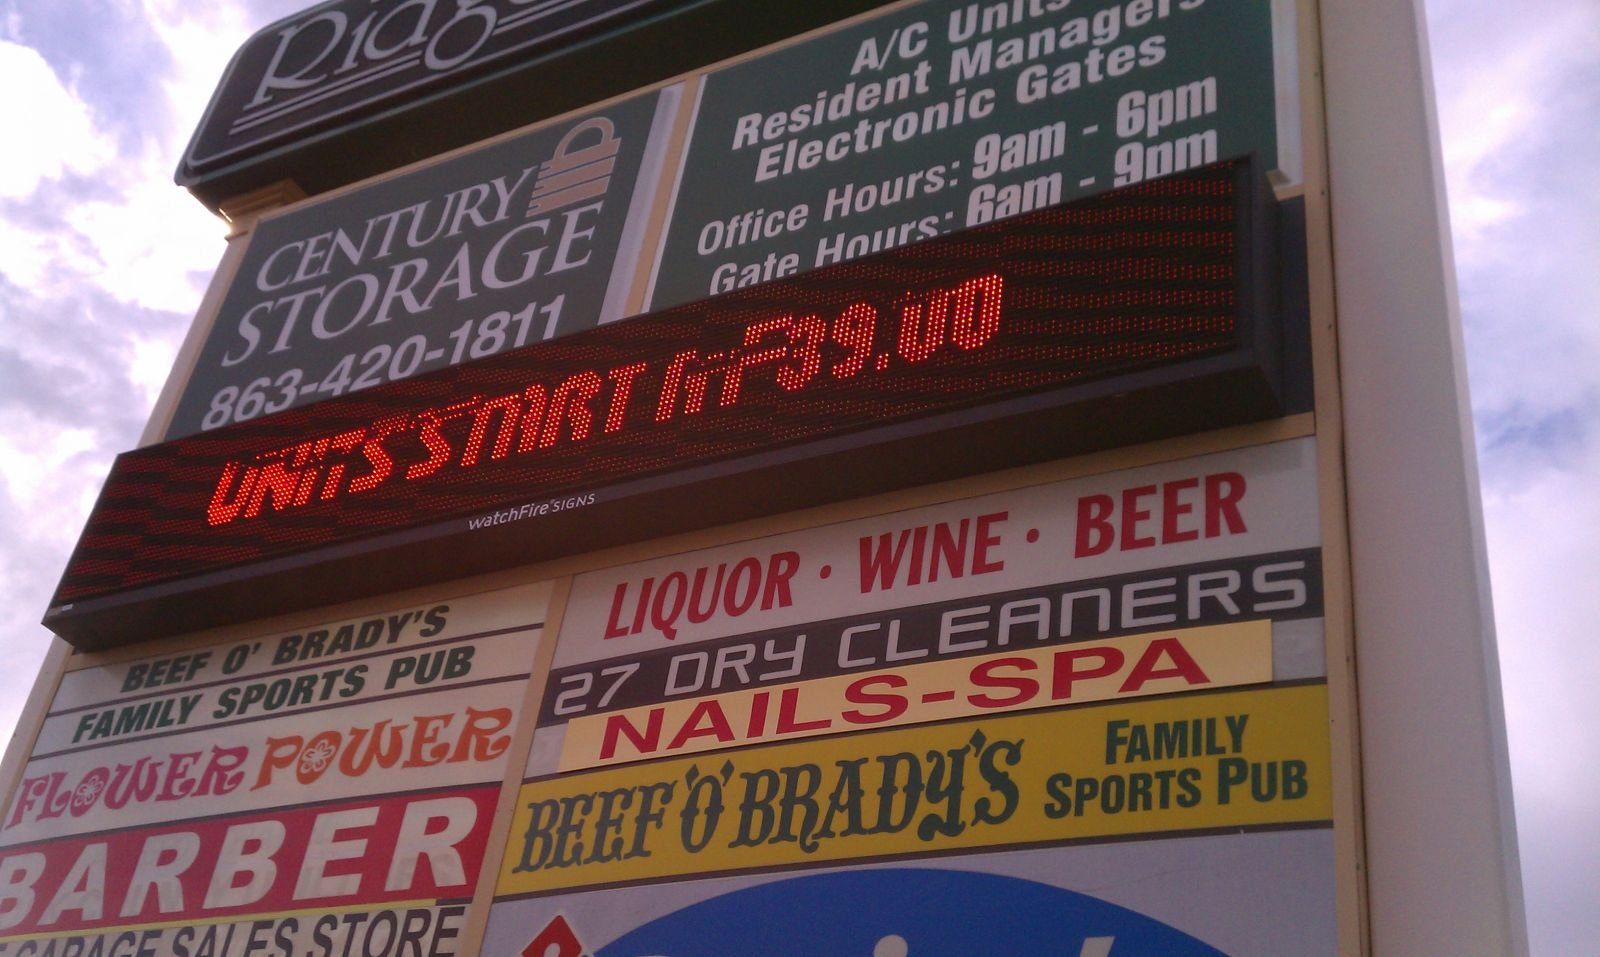 Ridge
A/C Units
Resident Managers
Electronic Gates
Office Hours: 9am - 6pm
Gate Hours: 6am - 9pm
CENTURY
STORAGE
863-420-1811
UNITS START AT 39.00
watchFire SIGNS
LIQUOR · WINE · BEER
27 DRY CLEANERS
NAILS-SPA
BEEF 'O' BRADY'S FAMILY SPORTS PUB
BEEF O' BRADY'S
FAMILY SPORTS PUB
FLOWER POWER
BARBER
GARAGE SALES STORE